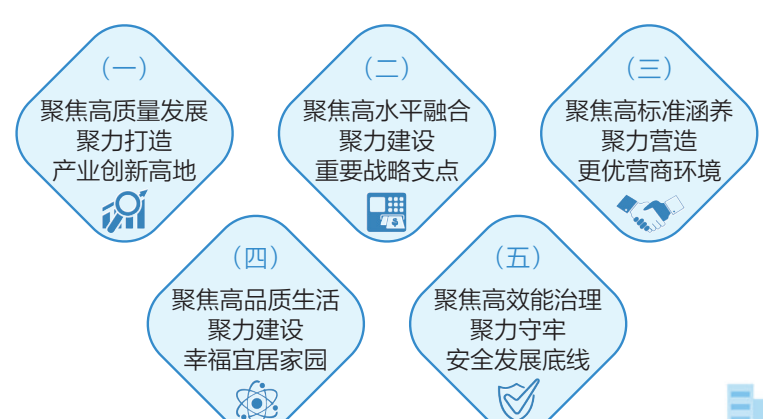 （一）
聚焦高质量发展
聚力打造
产业创新高地
（二）
聚焦高水平融合
聚力建设
重要战略支点
（三）
聚焦高标准涵养
聚力营造
更优营商环境
（四）
聚焦高品质生活
聚力建设
幸福宜居家园
（五）
聚焦高效能治理
聚力守牢
安全发展底线